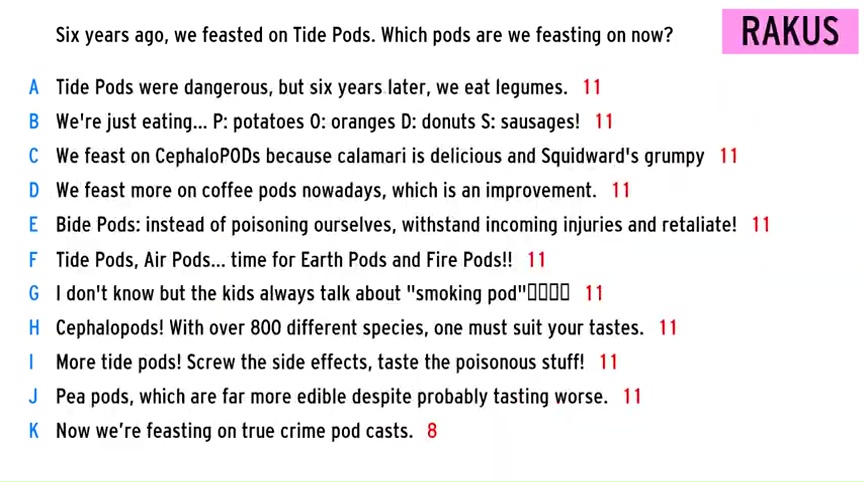 Six years ago, we feasted on Tide Pods. Which pods are we feasting on now?
RAKUS
A Tide Pods were dangerous, but six years later, we eat legumes. 11
B We're just eating... P: potatoes O: oranges D: donuts S: sausages! 11
C We feast on CephaloPODs because calamari is delicious and Squidward's grumpy 11
D We feast more on coffee pods nowadays, which is an improvement. 11
E Bide Pods: instead of poisoning ourselves, withstand incoming injuries and retaliate! 11
F Tide Pods, Air Pods... time for Earth Pods and Fire Pods!! 11
G I don't know but the kids always talk about "smoking pod"▯▯▯▯ 11
H Cephalopods! With over 800 different species, one must suit your tastes. 11
I More tide pods! Screw the side effects, taste the poisonous stuff! 11
J Pea pods, which are far more edible despite probably tasting worse. 11
K Now we're feasting on true crime pod casts. 8